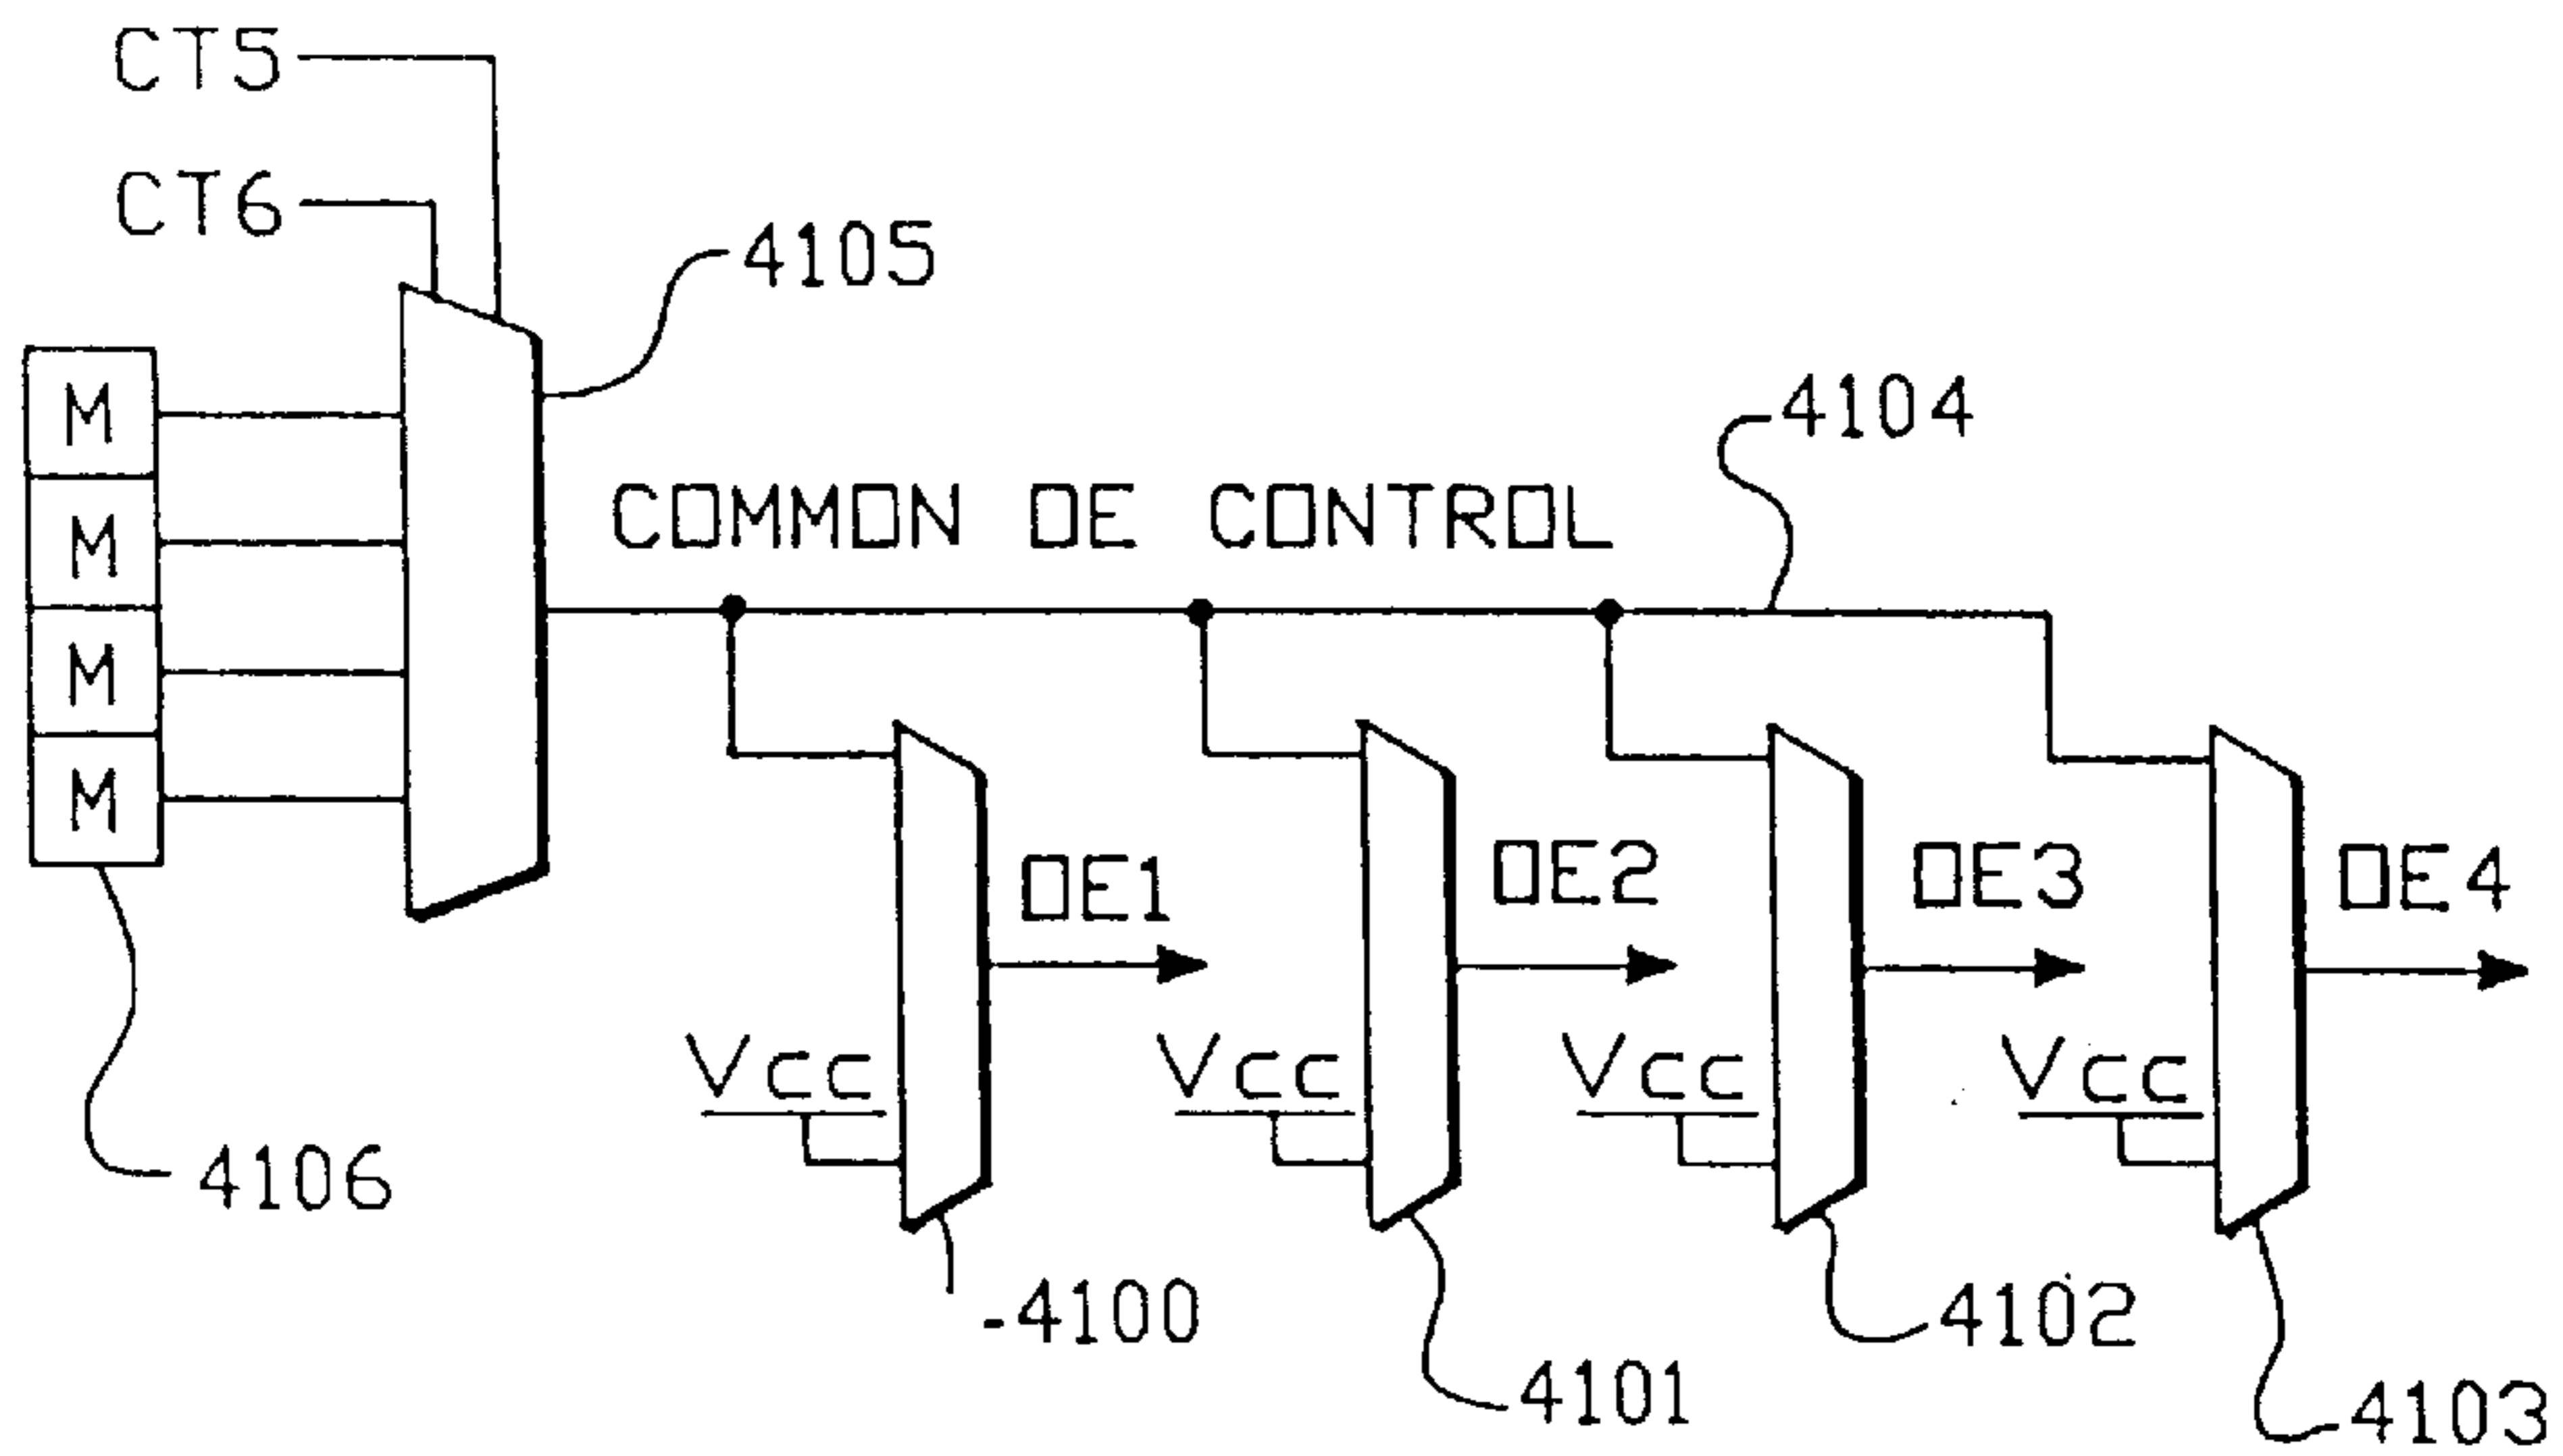 CT5
CT6
4105
M
M
M
M
4104
COMMON OE CONTROL
OE1
OE2
OE3
OE4
Vcc
Vcc
Vcc
Vcc
4106
-4100
4101
4102
4103